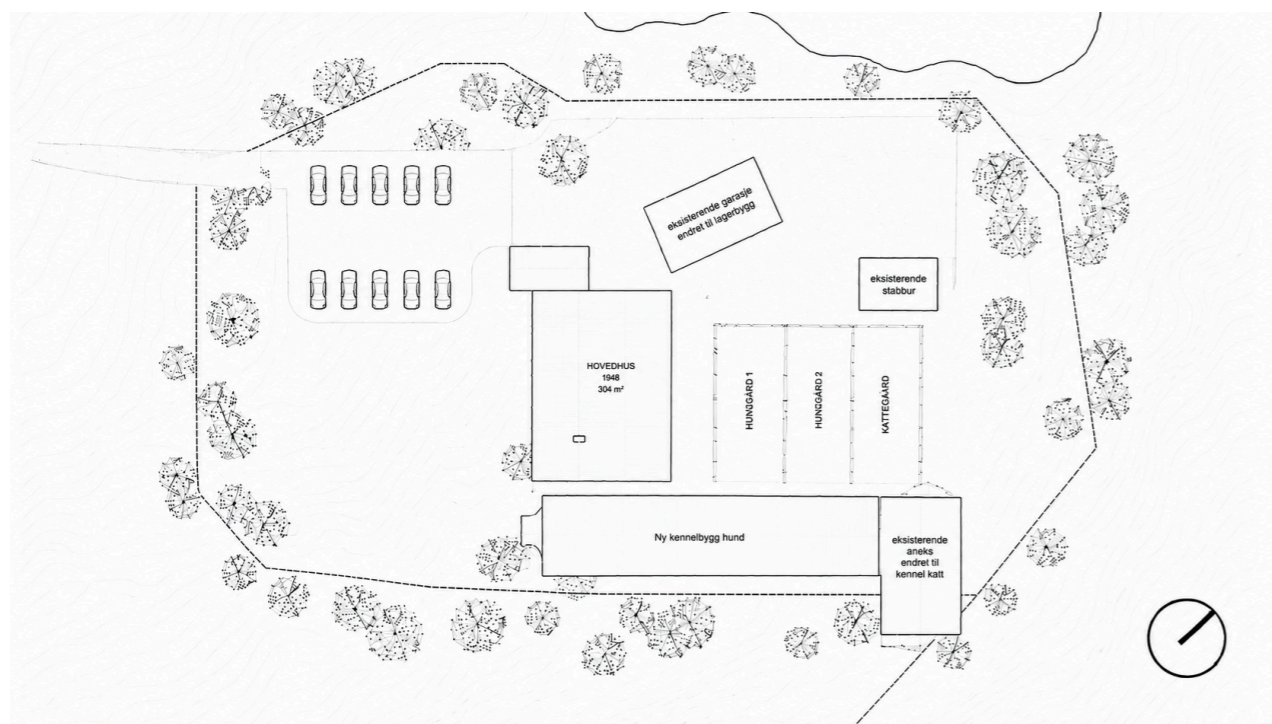 eksisterende garasje
endret til lagerbygg
eksisterende
stabbur
HOVEDHUS
1948
304 m²
HUNDGÅRD 1
HUNDGÅRD 2
KATTEGAARD
Ny kennelbygg hund
eksisterende
aneks
endret til
kennel katt